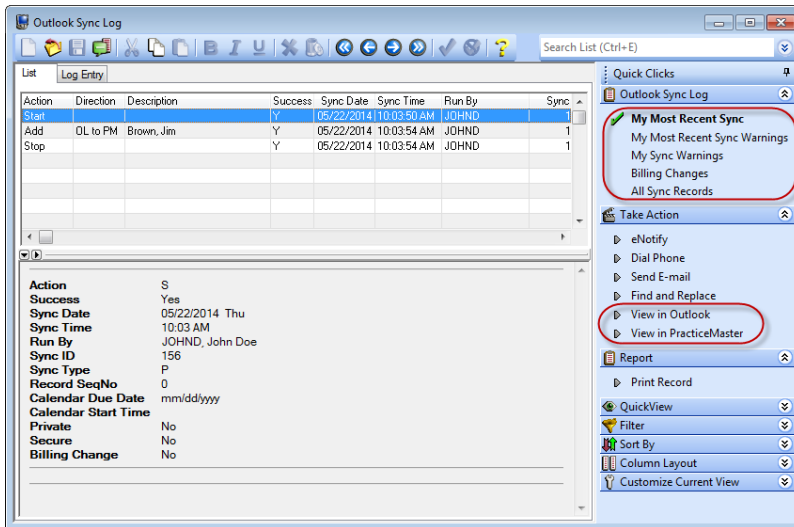 Outlook Sync Log
B I U
Search List (Ctrl+E)
List Log Entry
Action Direction Description Success Sync Date Sync Time Run By Sync
Start Y 05/22/2014 10:03:50 AM JOHND 1
Add OL to PM Brown, Jim Y 05/22/2014 10:03:54 AM JOHND 1
Stop Y 05/22/2014 10:03:54 AM JOHND 1
Action S
Success Yes
Sync Date 05/22/2014 Thu
Sync Time 10:03 AM
Run By JOHND, John Doe
Sync ID 156
Sync Type P
Record SeqNo 0
Calendar Due Date mm/dd/yyyy
Calendar Start Time
Private No
Secure No
Billing Change No
Quick Clicks
Outlook Sync Log
My Most Recent Sync
My Most Recent Sync Warnings
My Sync Warnings
Billing Changes
All Sync Records
Take Action
eNotify
Dial Phone
Send E-mail
Find and Replace
View in Outlook
View in PracticeMaster
Report
Print Record
QuickView
Filter
Sort By
Column Layout
Customize Current View